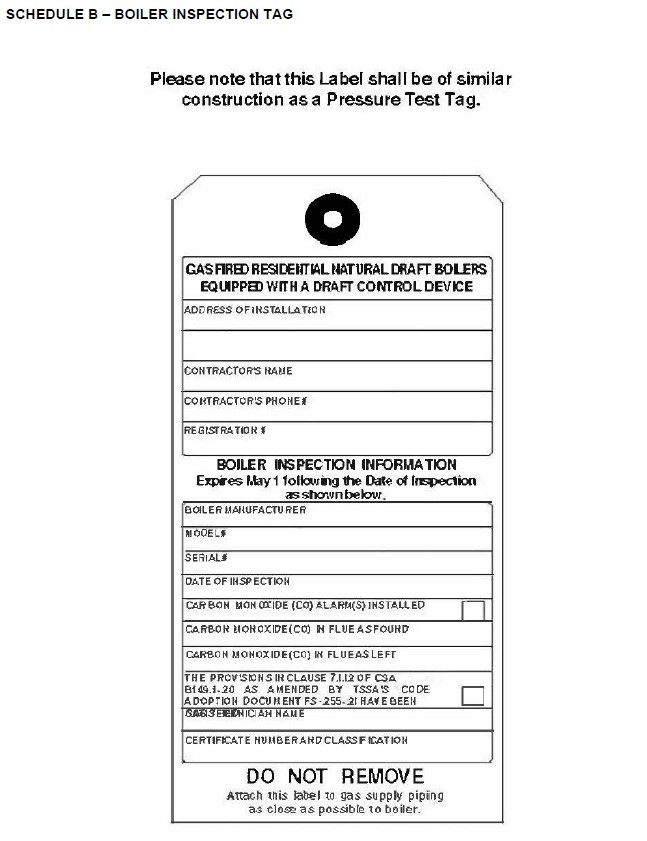 SCHEDULE B – BOILER INSPECTION TAG
Please note that this Label shall be of similar
construction as a Pressure Test Tag.
GAS FIRED RESIDENTIAL NATURAL DRAFT BOILERS
EQUIPPED WITH A DRAFT CONTROL DEVICE
ADDRESS OF INSTALLATION
CONTRACTOR'S NAME
CONTRACTOR'S PHONE#
REGISTRATION #
BOILER INSPECTION INFORMATION
Expires May 1 following the Date of Inspection
as shown below.
BOILER MANUFACTURER
MODEL#
SERIAL#
DATE OF INSPECTION
CARBON MONOXIDE (CO) ALARM(S) INSTALLED
CARBON MONOXIDE (CO) IN FLUE AS FOUND
CARBON MONOXIDE (CO) IN FLUE AS LEFT
THE PROVISIONS IN CLAUSE 7.1.12 OF CSA
B149.1-20 AS AMENDED BY TSSA'S CODE
ADOPTION DOCUMENT FS-255-21 HAVE BEEN
NAME
CERTIFICATE NUMBER AND CLASSIFICATION
DO NOT REMOVE
Attach this label to gas supply piping
as close as possible to boiler.